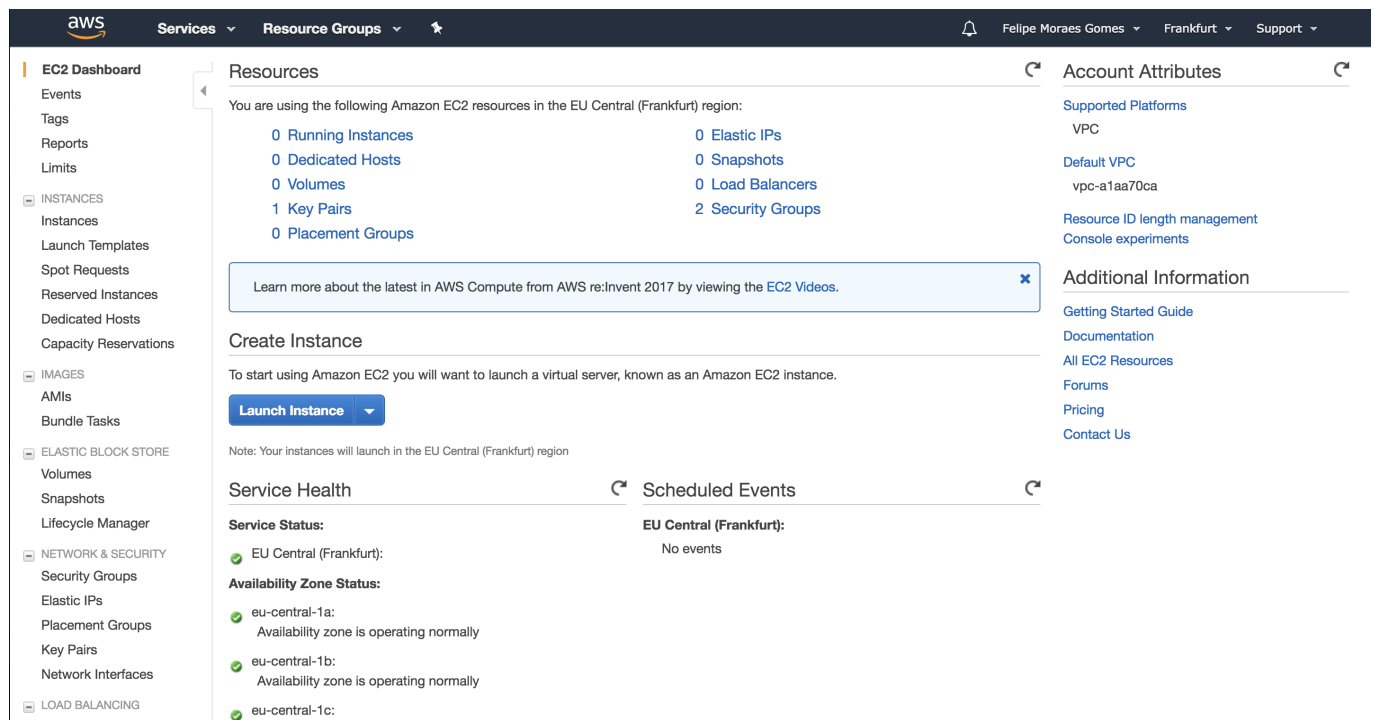 aws
Services
Resource Groups
Felipe Moraes Gomes
Frankfurt
Support
EC2 Dashboard
Events
Tags
Reports
Limits
INSTANCES
Instances
Launch Templates
Spot Requests
Reserved Instances
Dedicated Hosts
Capacity Reservations
IMAGES
AMIs
Bundle Tasks
ELASTIC BLOCK STORE
Volumes
Snapshots
Lifecycle Manager
NETWORK & SECURITY
Security Groups
Elastic IPs
Placement Groups
Key Pairs
Network Interfaces
LOAD BALANCING
Resources
You are using the following Amazon EC2 resources in the EU Central (Frankfurt) region:
0 Running Instances
0 Dedicated Hosts
0 Volumes
1 Key Pairs
0 Placement Groups
0 Elastic IPs
0 Snapshots
0 Load Balancers
2 Security Groups
Learn more about the latest in AWS Compute from AWS re:Invent 2017 by viewing the EC2 Videos.
Create Instance
To start using Amazon EC2 you will want to launch a virtual server, known as an Amazon EC2 instance.
Launch Instance
Note: Your instances will launch in the EU Central (Frankfurt) region
Service Health
Service Status:
EU Central (Frankfurt):
Availability Zone Status:
eu-central-1a:
Availability zone is operating normally
eu-central-1b:
Availability zone is operating normally
eu-central-1c:
Scheduled Events
EU Central (Frankfurt):
No events
Account Attributes
Supported Platforms
VPC
Default VPC
vpc-a1aa70ca
Resource ID length management
Console experiments
Additional Information
Getting Started Guide
Documentation
All EC2 Resources
Forums
Pricing
Contact Us